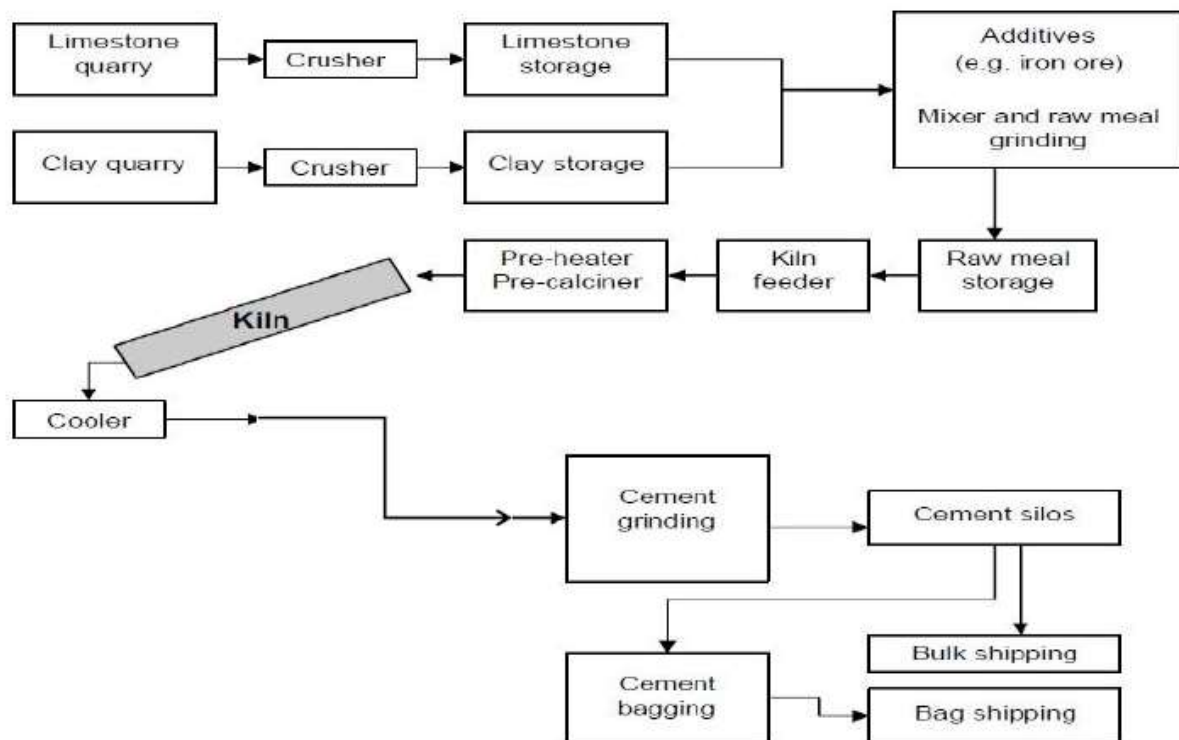 Limestone
quarry
Crusher
Limestone
storage
Additives
(e.g. iron ore)
Mixer and raw meal
grinding
Clay quarry
Crusher
Clay storage
Pre-heater
Pre-calciner
Kiln
feeder
Raw meal
storage
Kiln
Cooler
Cement
grinding
Cement silos
Bulk shipping
Cement
bagging
Bag shipping